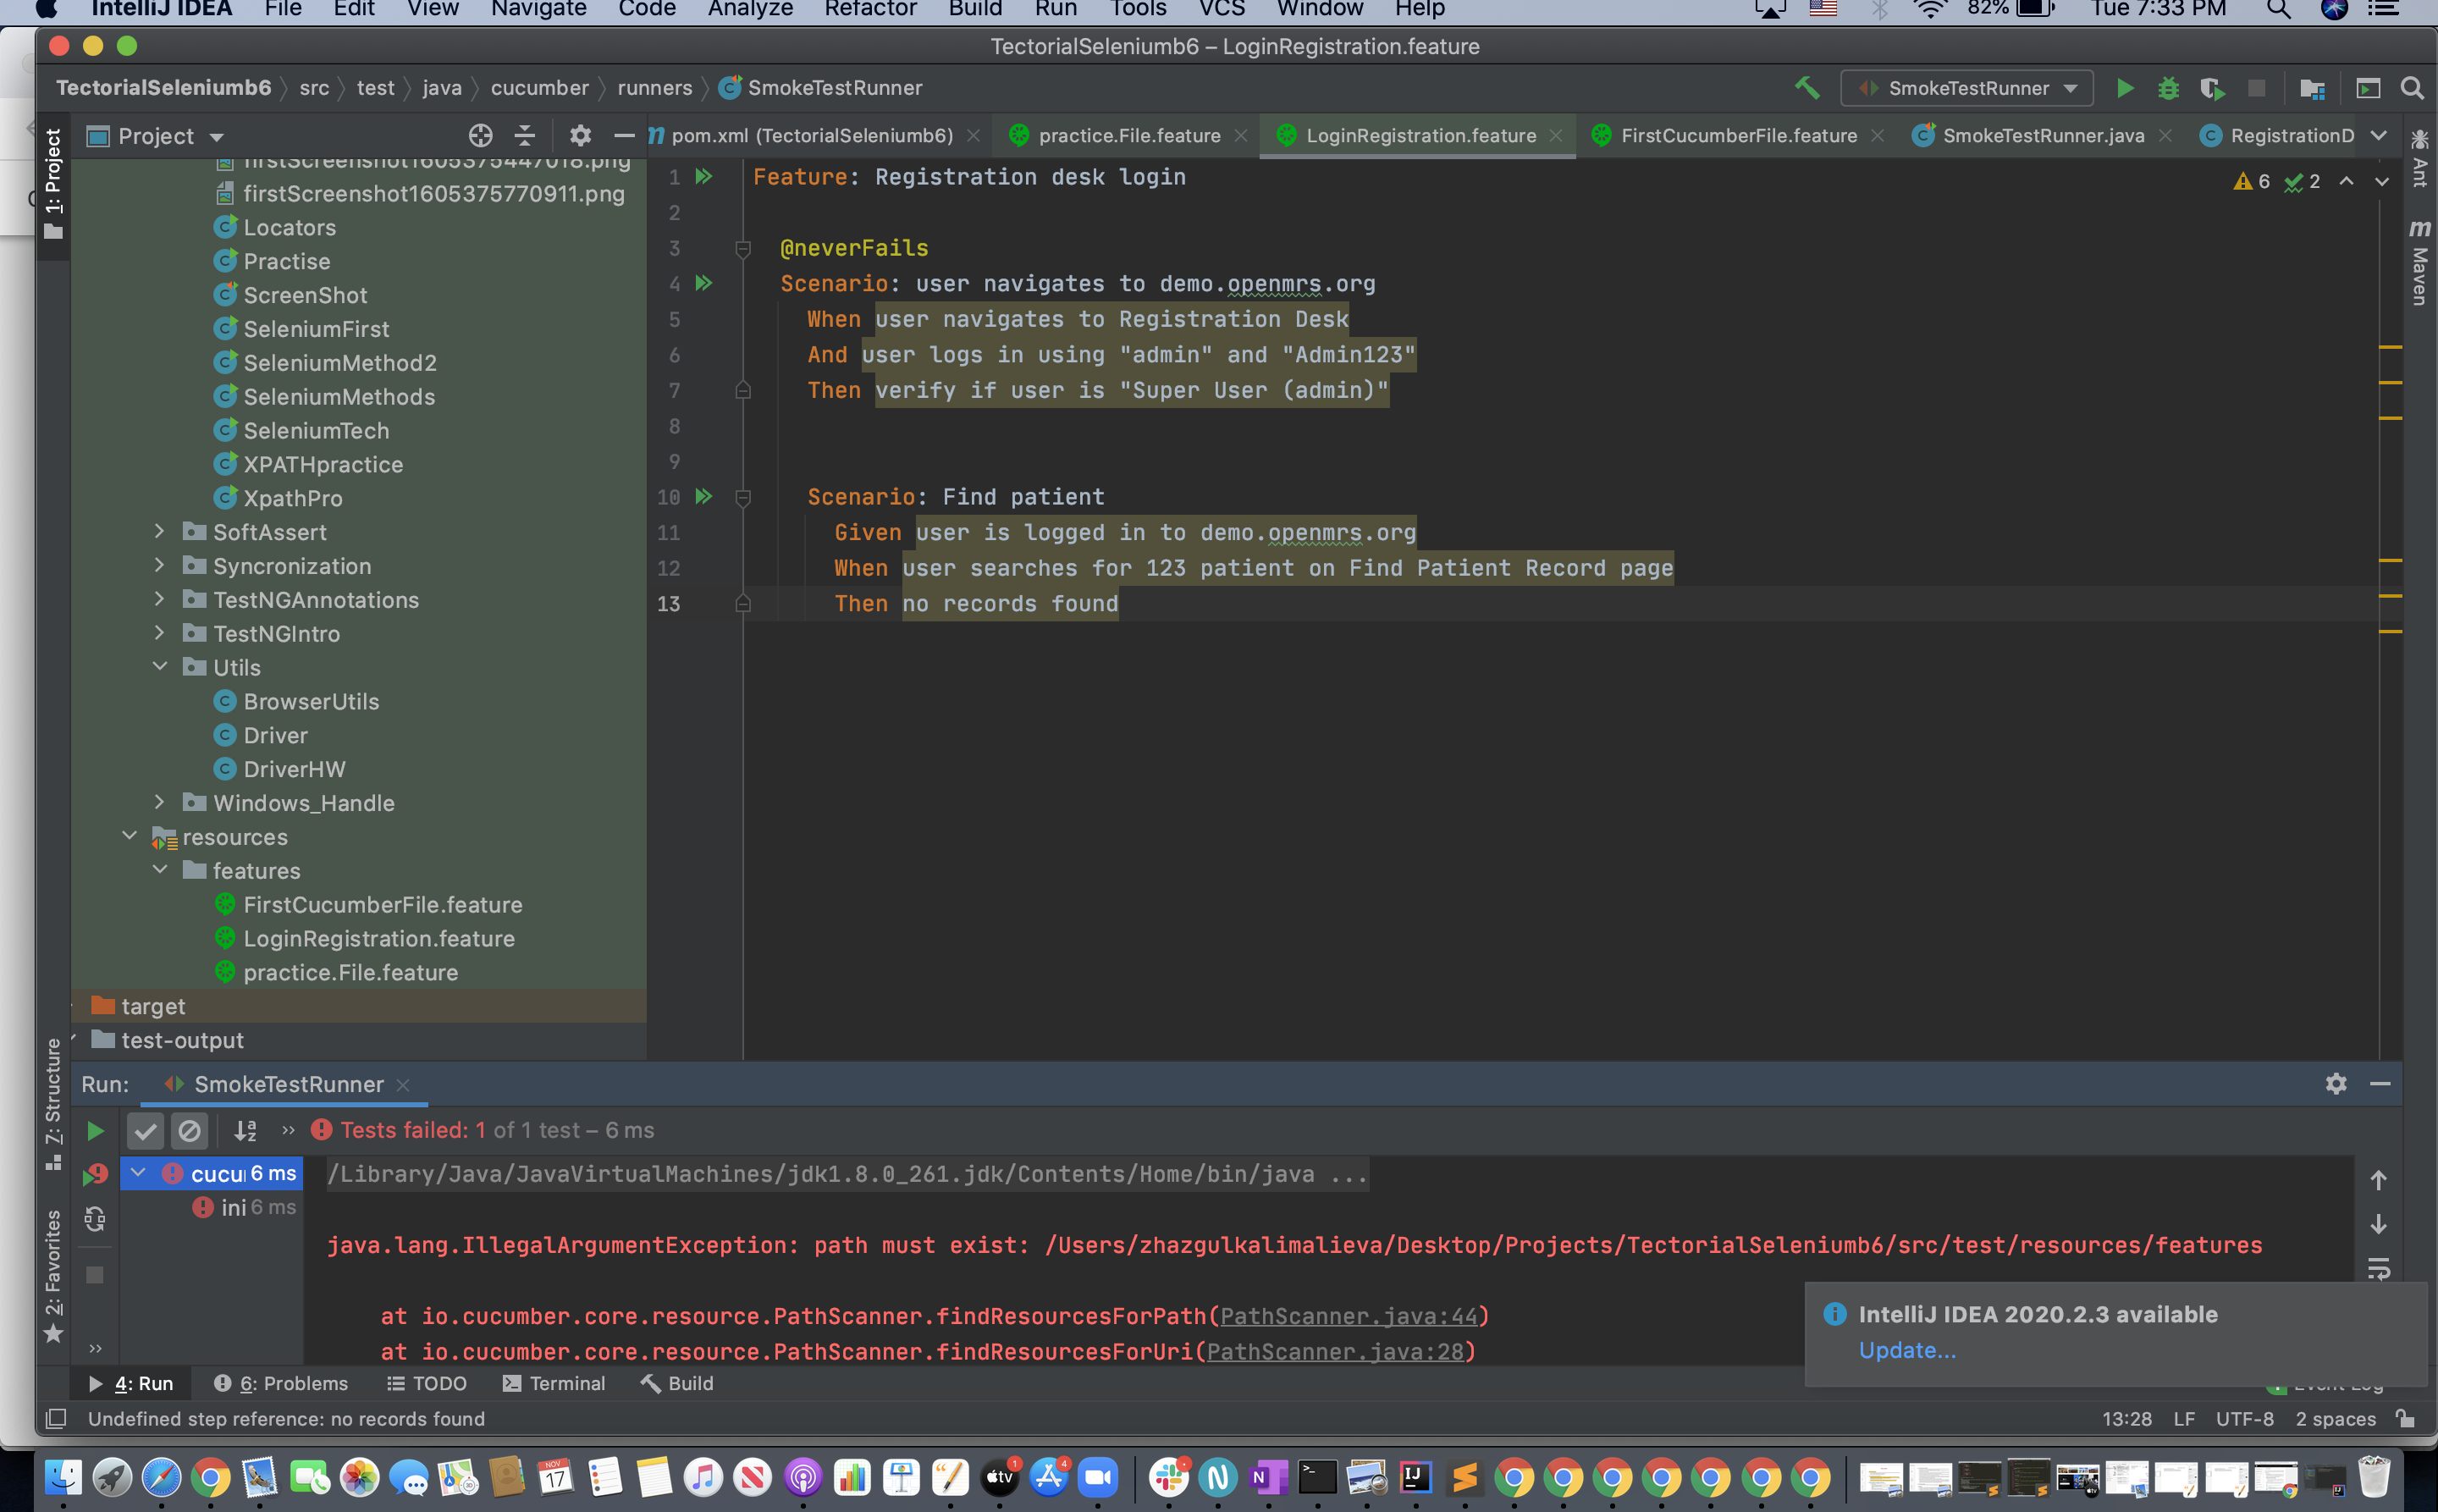 IntelliJ IDEA File Edit View Navigate Code Analyze Refactor Build Run Tools VCS Window Help 82% Tue 7:33 PM
TectorialSeleniumb6 – LoginRegistration.feature
TectorialSeleniumb6 src test java cucumber runners SmokeTestRunner SmokeTestRunner
1: Project
Project
pom.xml (TectorialSeleniumb6) practice.File.feature LoginRegistration.feature FirstCucumberFile.feature SmokeTestRunner.java RegistrationD
Ant
Maven
firstScreenshot1605375447018.png
firstScreenshot1605375770911.png
Locators
Practise
ScreenShot
SeleniumFirst
SeleniumMethod2
SeleniumMethods
SeleniumTech
XPATHpractice
XpathPro
SoftAssert
Syncronization
TestNGAnnotations
TestNGIntro
Utils
BrowserUtils
Driver
DriverHW
Windows_Handle
resources
features
FirstCucumberFile.feature
LoginRegistration.feature
practice.File.feature
target
test-output
6 2
1 Feature: Registration desk login
2
3 @neverFails
4 Scenario: user navigates to demo.openmrs.org
5 When user navigates to Registration Desk
6 And user logs in using "admin" and "Admin123"
7 Then verify if user is "Super User (admin)"
8
9
10 Scenario: Find patient
11 Given user is logged in to demo.openmrs.org
12 When user searches for 123 patient on Find Patient Record page
13 Then no records found
Z: Structure
2: Favorites
Run: SmokeTestRunner
Tests failed: 1 of 1 test – 6 ms
cucu 6 ms
ini 6 ms
/Library/Java/JavaVirtualMachines/jdk1.8.0_261.jdk/Contents/Home/bin/java ...
java.lang.IllegalArgumentException: path must exist: /Users/zhazgulkalimalieva/Desktop/Projects/TectorialSeleniumb6/src/test/resources/features
at io.cucumber.core.resource.PathScanner.findResourcesForPath(PathScanner.java:44)
at io.cucumber.core.resource.PathScanner.findResourcesForUri(PathScanner.java:28)
IntelliJ IDEA 2020.2.3 available
Update...
4: Run 6: Problems TODO Terminal Build Event Log
Undefined step reference: no records found
13:28 LF UTF-8 2 spaces
NOV
17
tv
1
4
N
IJ